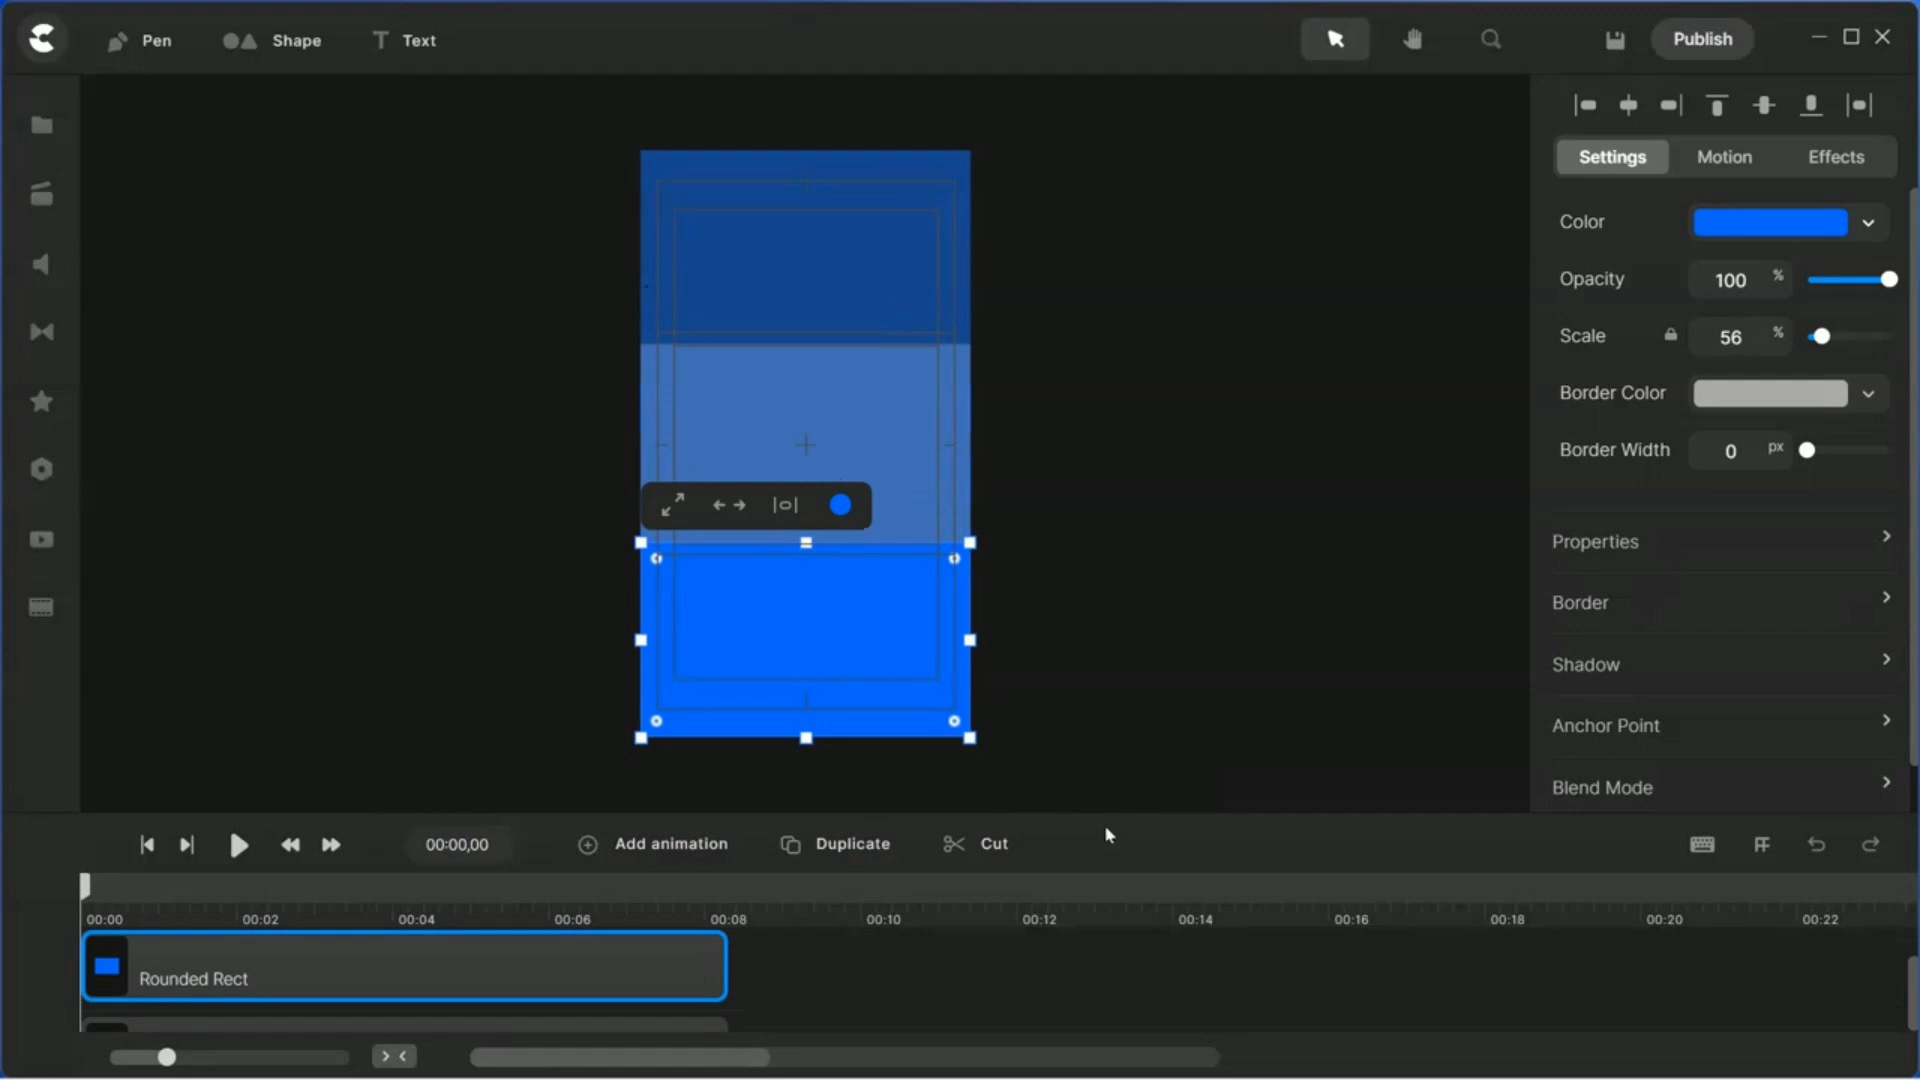 Pen Shape Text Publish
Settings Motion Effects
Color
Opacity 100 %
Scale 56 %
Border Color
Border Width 0 px
Properties
Border
Shadow
Anchor Point
Blend Mode
00:00,00 Add animation Duplicate Cut
00:00 00:02 00:04 00:06 00:08 00:10 00:12 00:14 00:16 00:18 00:20 00:22
Rounded Rect